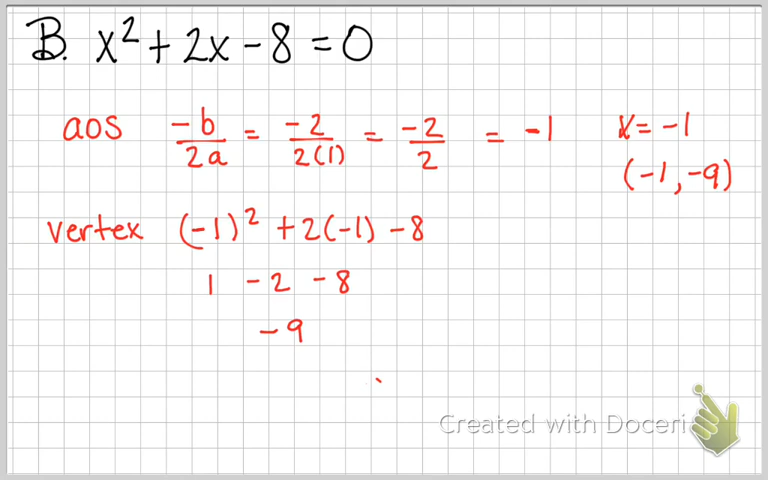 B. x² + 2x - 8 = 0
aos -b/2a = -2/2(1) = -2/2 = -1 x = -1
(-1, -9)
vertex (-1)² + 2(-1) - 8
1 - 2 - 8
-9
Created with Doceri